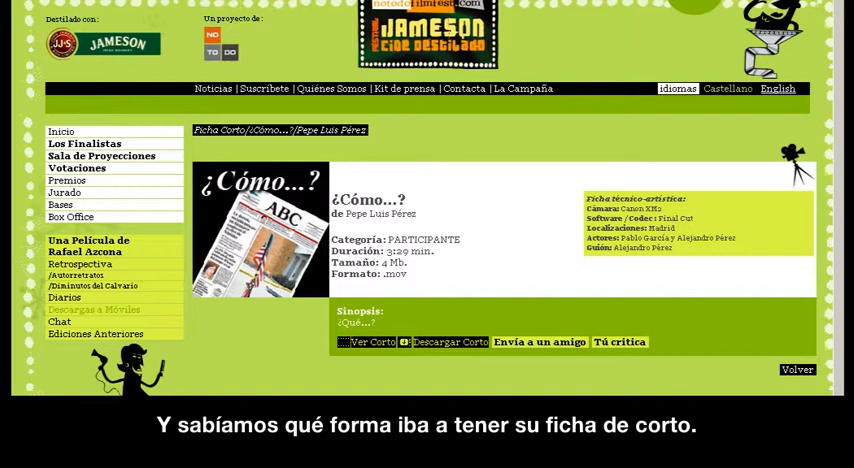 Destilado con:
Un proyecto de:
JJ&S JAMESON
NO
TO DO
notodofilmfest.com
FESTIVAL JAMESON
CINE DESTILADO
Noticias | Suscríbete | Quiénes Somos | Kit de prensa | Contacta | La Campaña
idiomas Castellano English
Inicio
Los Finalistas
Sala de Proyecciones
Votaciones
Premios
Jurado
Bases
Box Office
Una Película de
Rafael Azcona
Retrospectiva
/Autorretratos
/Diminutos del Calvario
Diarios
Descargas a Móviles
Chat
Ediciones Anteriores
Ficha Corto/¿Cómo...?/Pepe Luis Pérez
¿Cómo...?
ABC
¿Cómo...?
de Pepe Luis Pérez
Categoría: PARTICIPANTE
Duración: 3:29 min.
Tamaño: 4 Mb.
Formato: .mov
Ficha técnico-artística:
Cámara: Canon XM2
Software /Codec : Final Cut
Localizaciones: Madrid
Actores: Pablo García y Alejandro Pérez
Guión: Alejandro Pérez
Sinopsis:
¿Qué...?
Ver Corto Descargar Corto Envía a un amigo Tú critica
Volver
Y sabíamos qué forma iba a tener su ficha de corto.